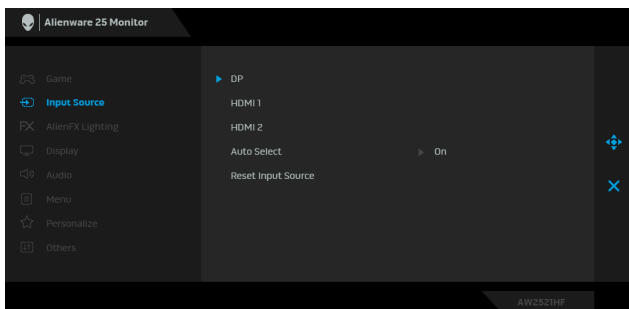 Alienware 25 Monitor
Game
Input Source
FX AlienFX Lighting
Display
Audio
Menu
Personalize
Others
DP
HDMI 1
HDMI 2
Auto Select On
Reset Input Source
AW2521HF